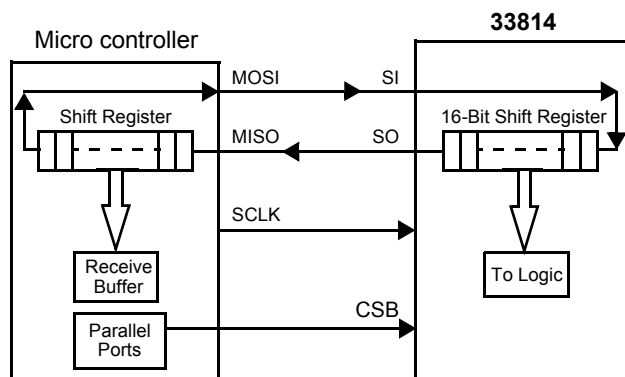 33814
Micro controller
MOSI
SI
Shift Register
16-Bit Shift Register
MISO
SO
SCLK
Receive
Buffer
To Logic
CSB
Parallel
Ports